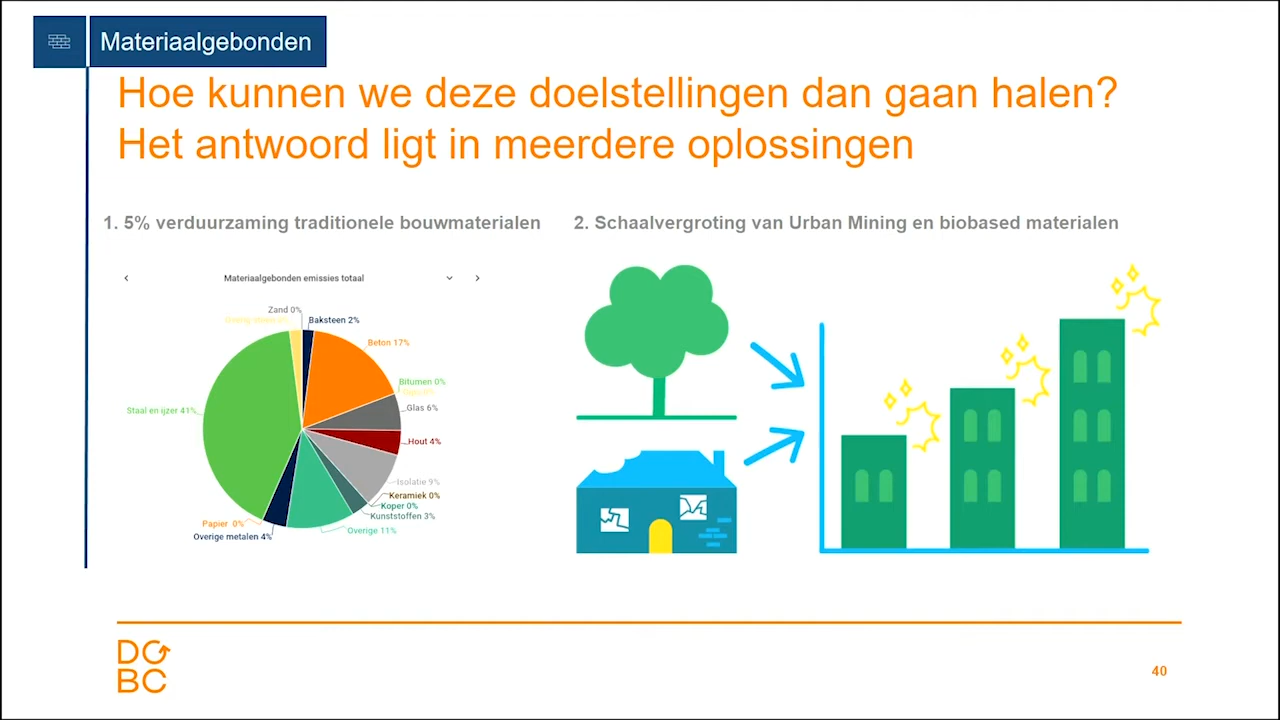 Materiaalgebonden
Hoe kunnen we deze doelstellingen dan gaan halen?
Het antwoord ligt in meerdere oplossingen
1. 5% verduurzaming traditionele bouwmaterialen
2. Schaalvergroting van Urban Mining en biobased materialen
Materiaalgebonden emissies totaal
Zand 0%
Baksteen 2%
Beton 17%
Bitumen 0%
Glas 6%
Staal en ijzer 41%
Hout 4%
Isolatie 9%
Keramiek 0%
Koper 0%
Kunststoffen 3%
Papier 0%
Overige 11%
Overige metalen 4%
DGBC
40